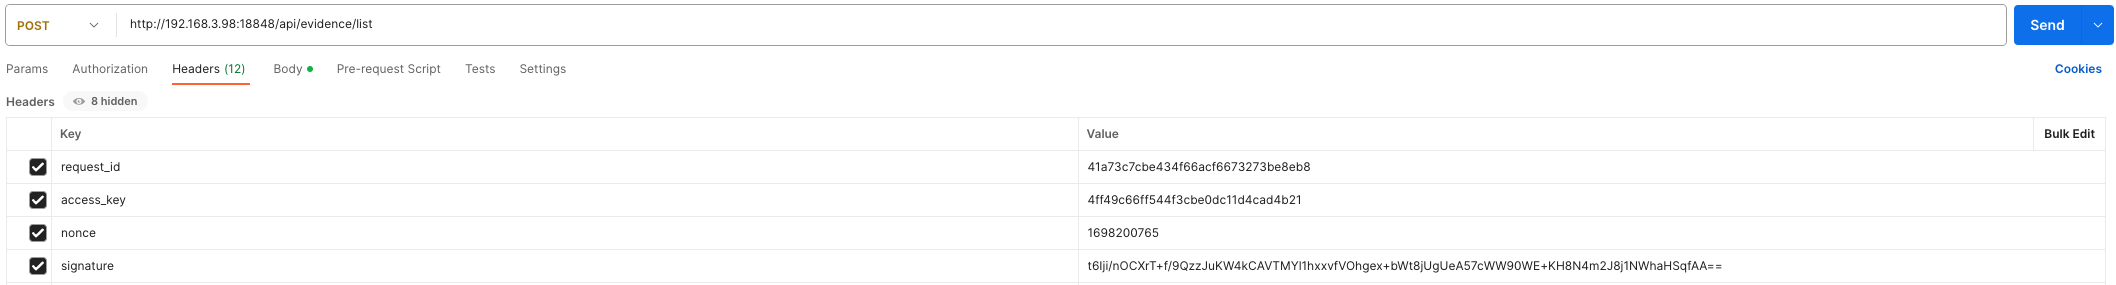 POST http://192.168.3.98:18848/api/evidence/list Send
Params Authorization Headers (12) Body Pre-request Script Tests Settings Cookies
Headers 8 hidden
Key Value Bulk Edit
request_id 41a73c7cbe434f66acf6673273be8eb8
access_key 4ff49c66ff544f3cbe0dc11d4cad4b21
nonce 1698200765
signature t6lji/nOCXrT+f/9QzzJuKW4kCAVTMYl1hxxvfVOhgex+bWt8jUgUeA57cWW90WE+KH8N4m2J8j1NWhaHSqfAA==